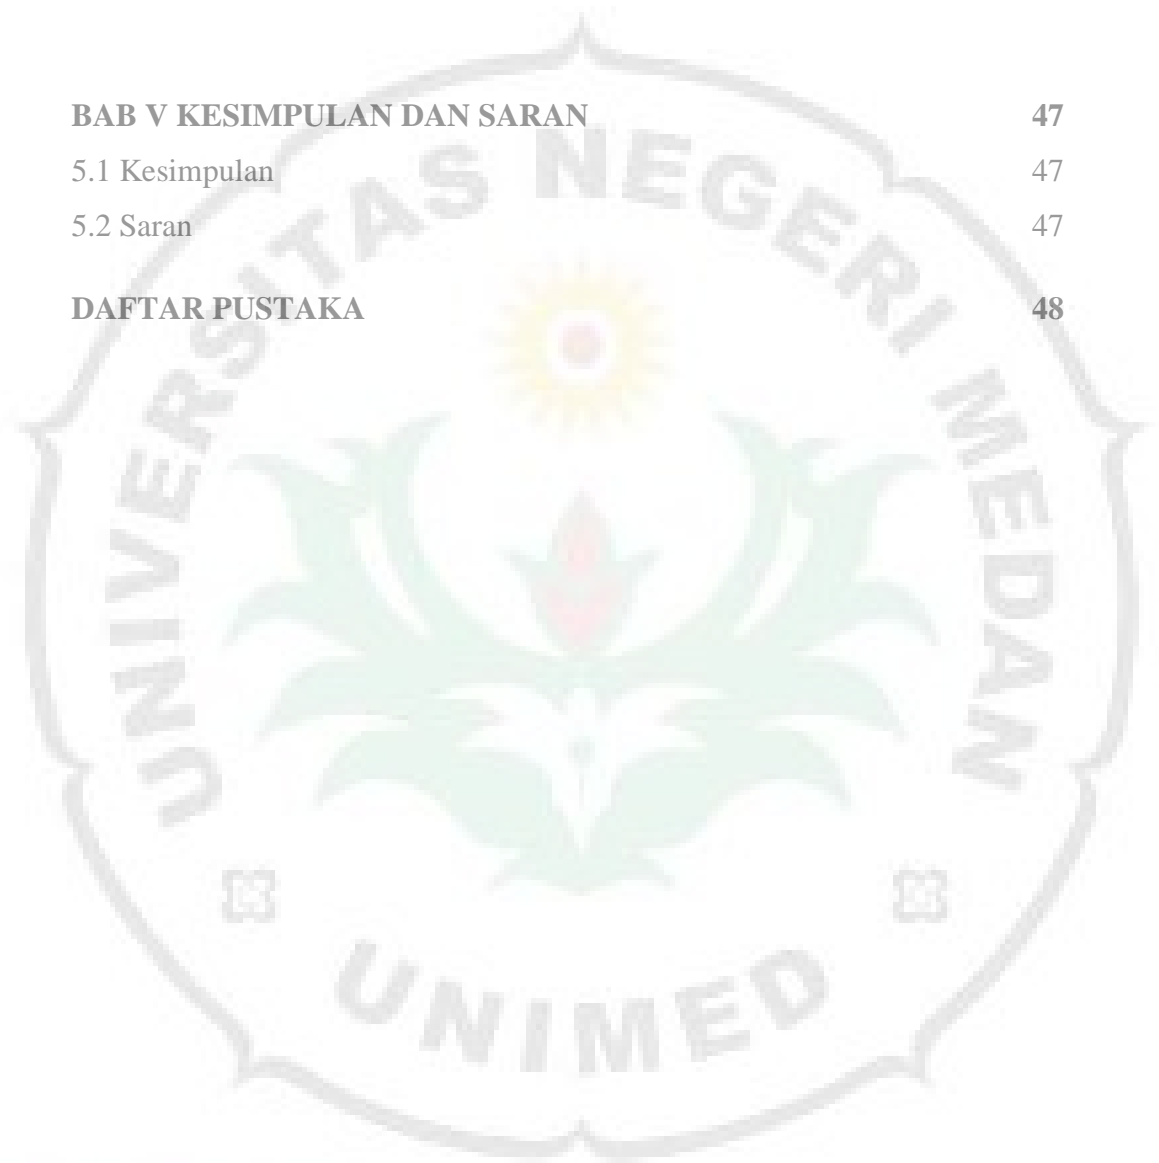 BAB V KESIMPULAN DAN SARAN 47
5.1 Kesimpulan 47
5.2 Saran 47
DAFTAR PUSTAKA 48
UNIVERSITAS NEGERI MEDAN
UNIMED